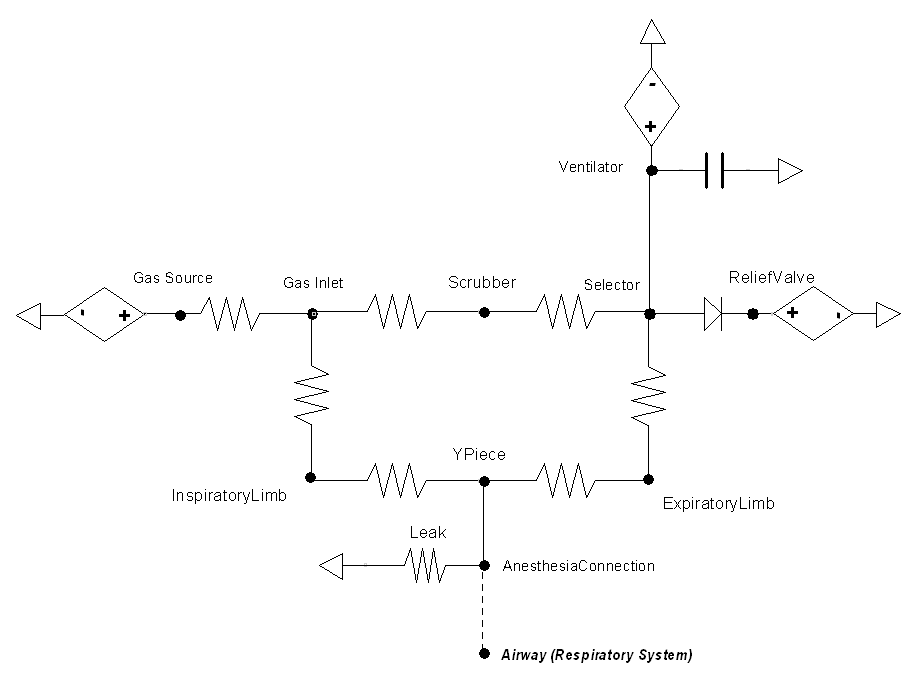 -
+
Ventilator
Gas Source
Gas Inlet
Scrubber
Selector
ReliefValve
- +
+ -
YPiece
InspiratoryLimb
ExpiratoryLimb
Leak
AnesthesiaConnection
Airway (Respiratory System)